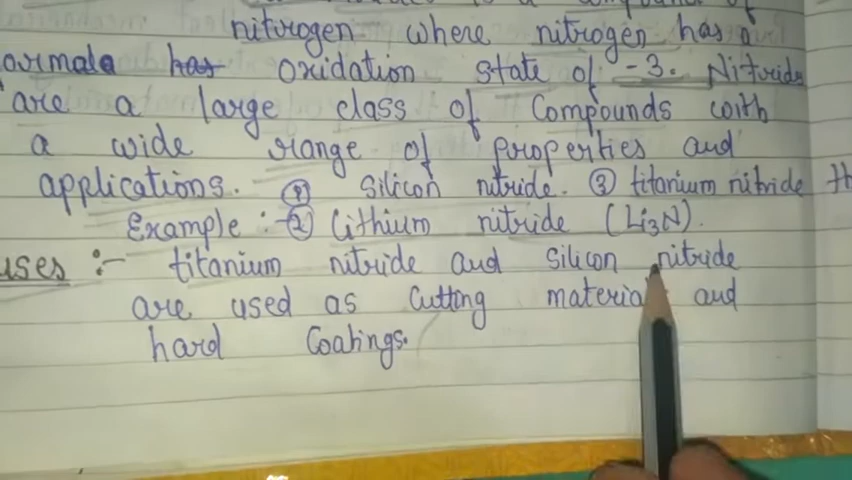 nitrogen where nitrogen has a
oxidation state of -3. Nitride
are a large class of compounds with
a wide range of properties and
applications. ① silicon nitride. ③ titanium nitride
Example :- ② lithium nitride (Li3N).
uses :- titanium nitride and silicon nitride
are used as cutting material and
hard Coatings.